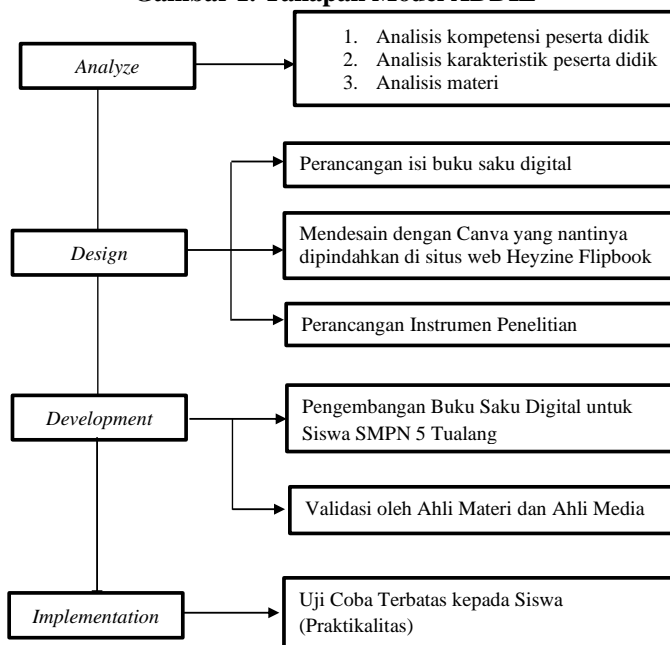 Gambar 1. Tahapan Model ADDIE
Analyze
1. Analisis kompetensi peserta didik
2. Analisis karakteristik peserta didik
3. Analisis materi
Design
Perancangan isi buku saku digital
Mendesain dengan Canva yang nantinya
dipindahkan di situs web Heyzine Flipbook
Perancangan Instrumen Penelitian
Development
Pengembangan Buku Saku Digital untuk
Siswa SMPN 5 Tualang
Validasi oleh Ahli Materi dan Ahli Media
Implementation
Uji Coba Terbatas kepada Siswa
(Praktikalitas)